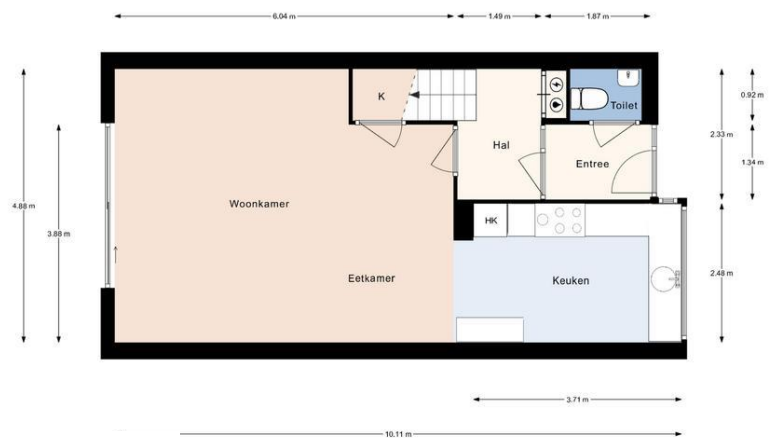 6.04 m
1.49 m
1.87 m
K
Toilet
0.92 m
2.33 m
Hal
1.34 m
Entree
4.88 m
3.88 m
Woonkamer
HK
Eetkamer
Keuken
2.48 m
3.71 m
10.11 m